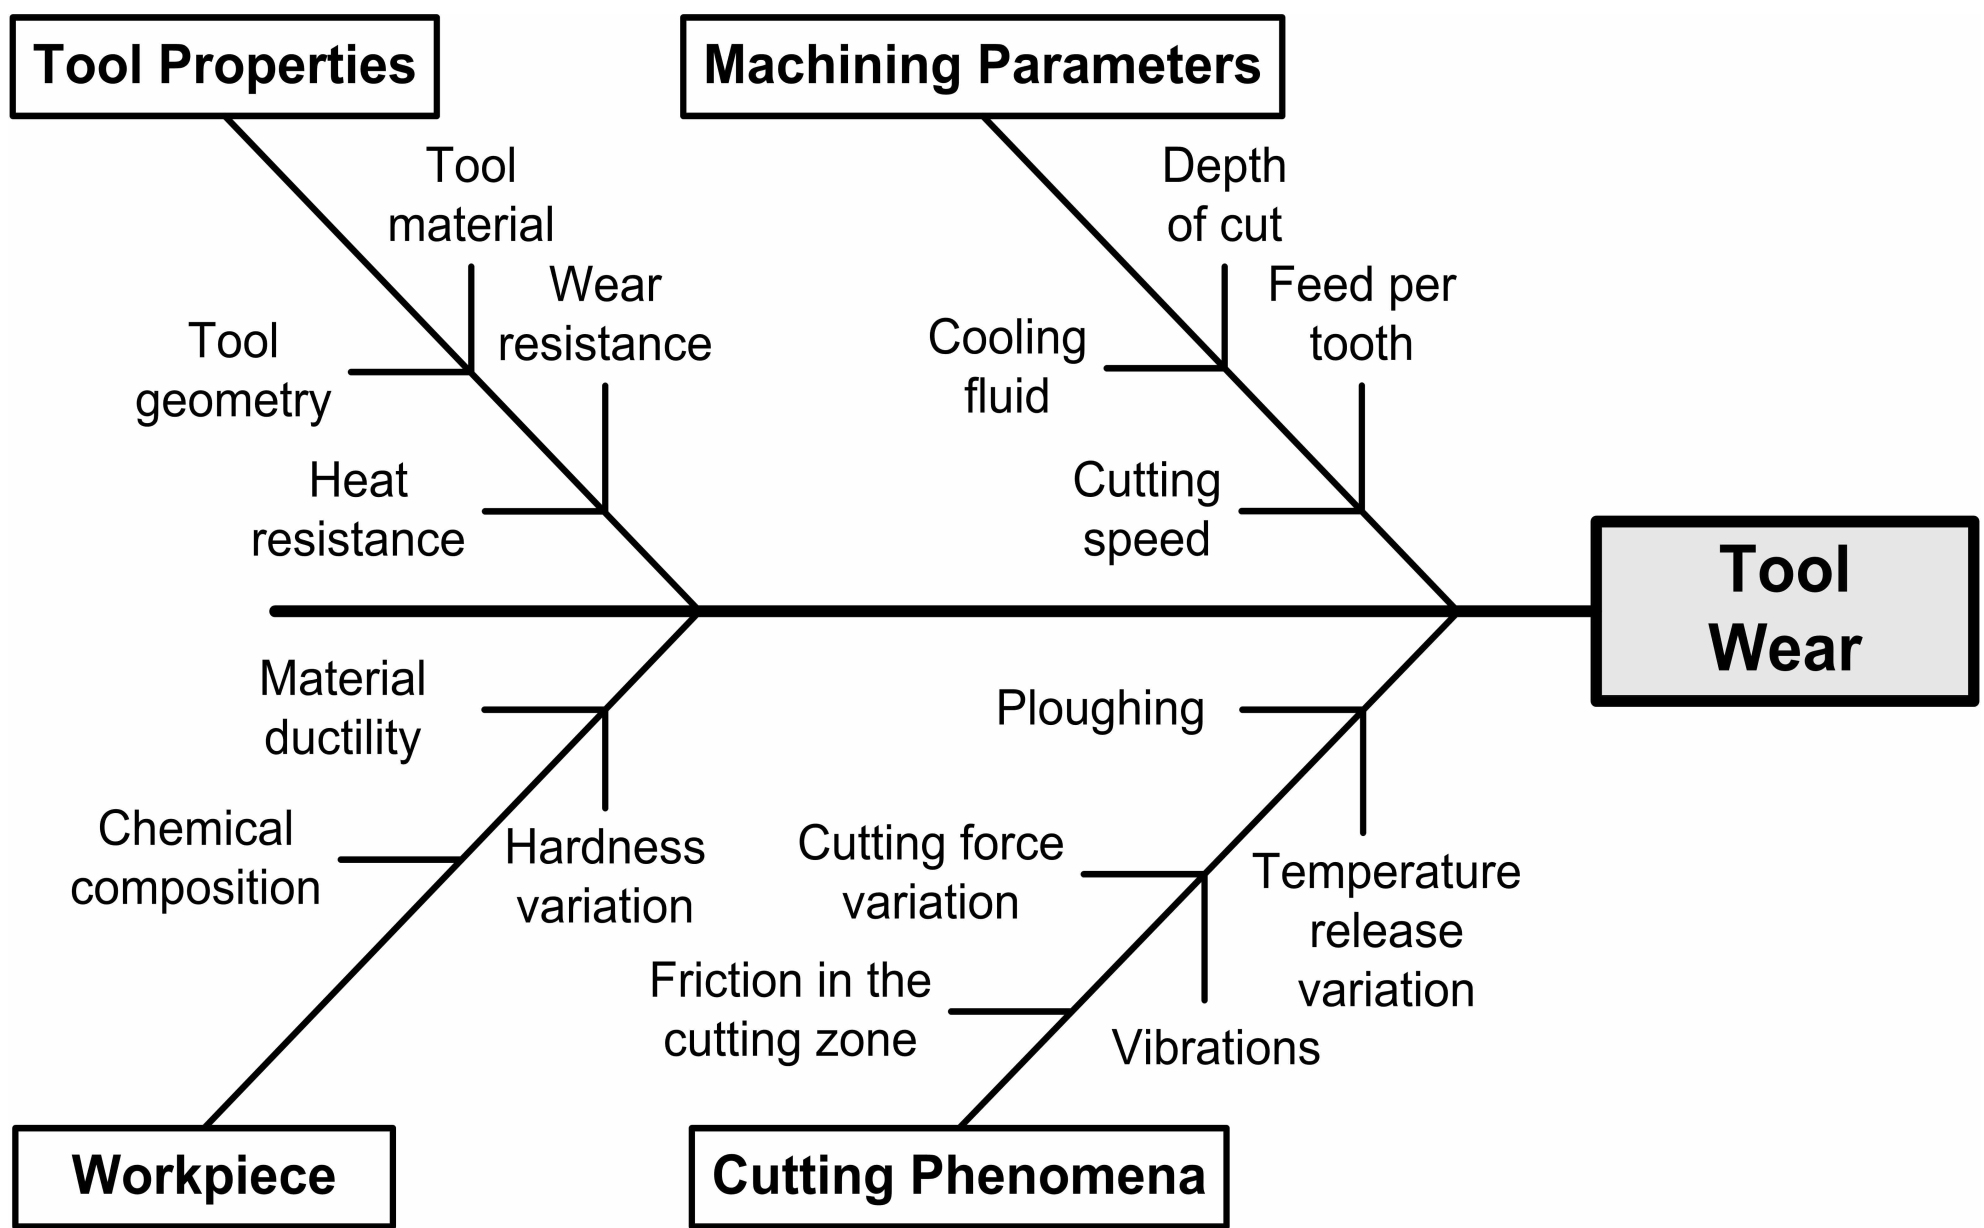 Tool Properties
Machining Parameters
Tool
material
Depth
of cut
Wear
resistance
Feed per
tooth
Tool
geometry
Cooling
fluid
Heat
resistance
Cutting
speed
Tool
Wear
Material
ductility
Ploughing
Chemical
composition
Hardness
variation
Cutting force
variation
Temperature
release
variation
Friction in the
cutting zone
Vibrations
Workpiece
Cutting Phenomena